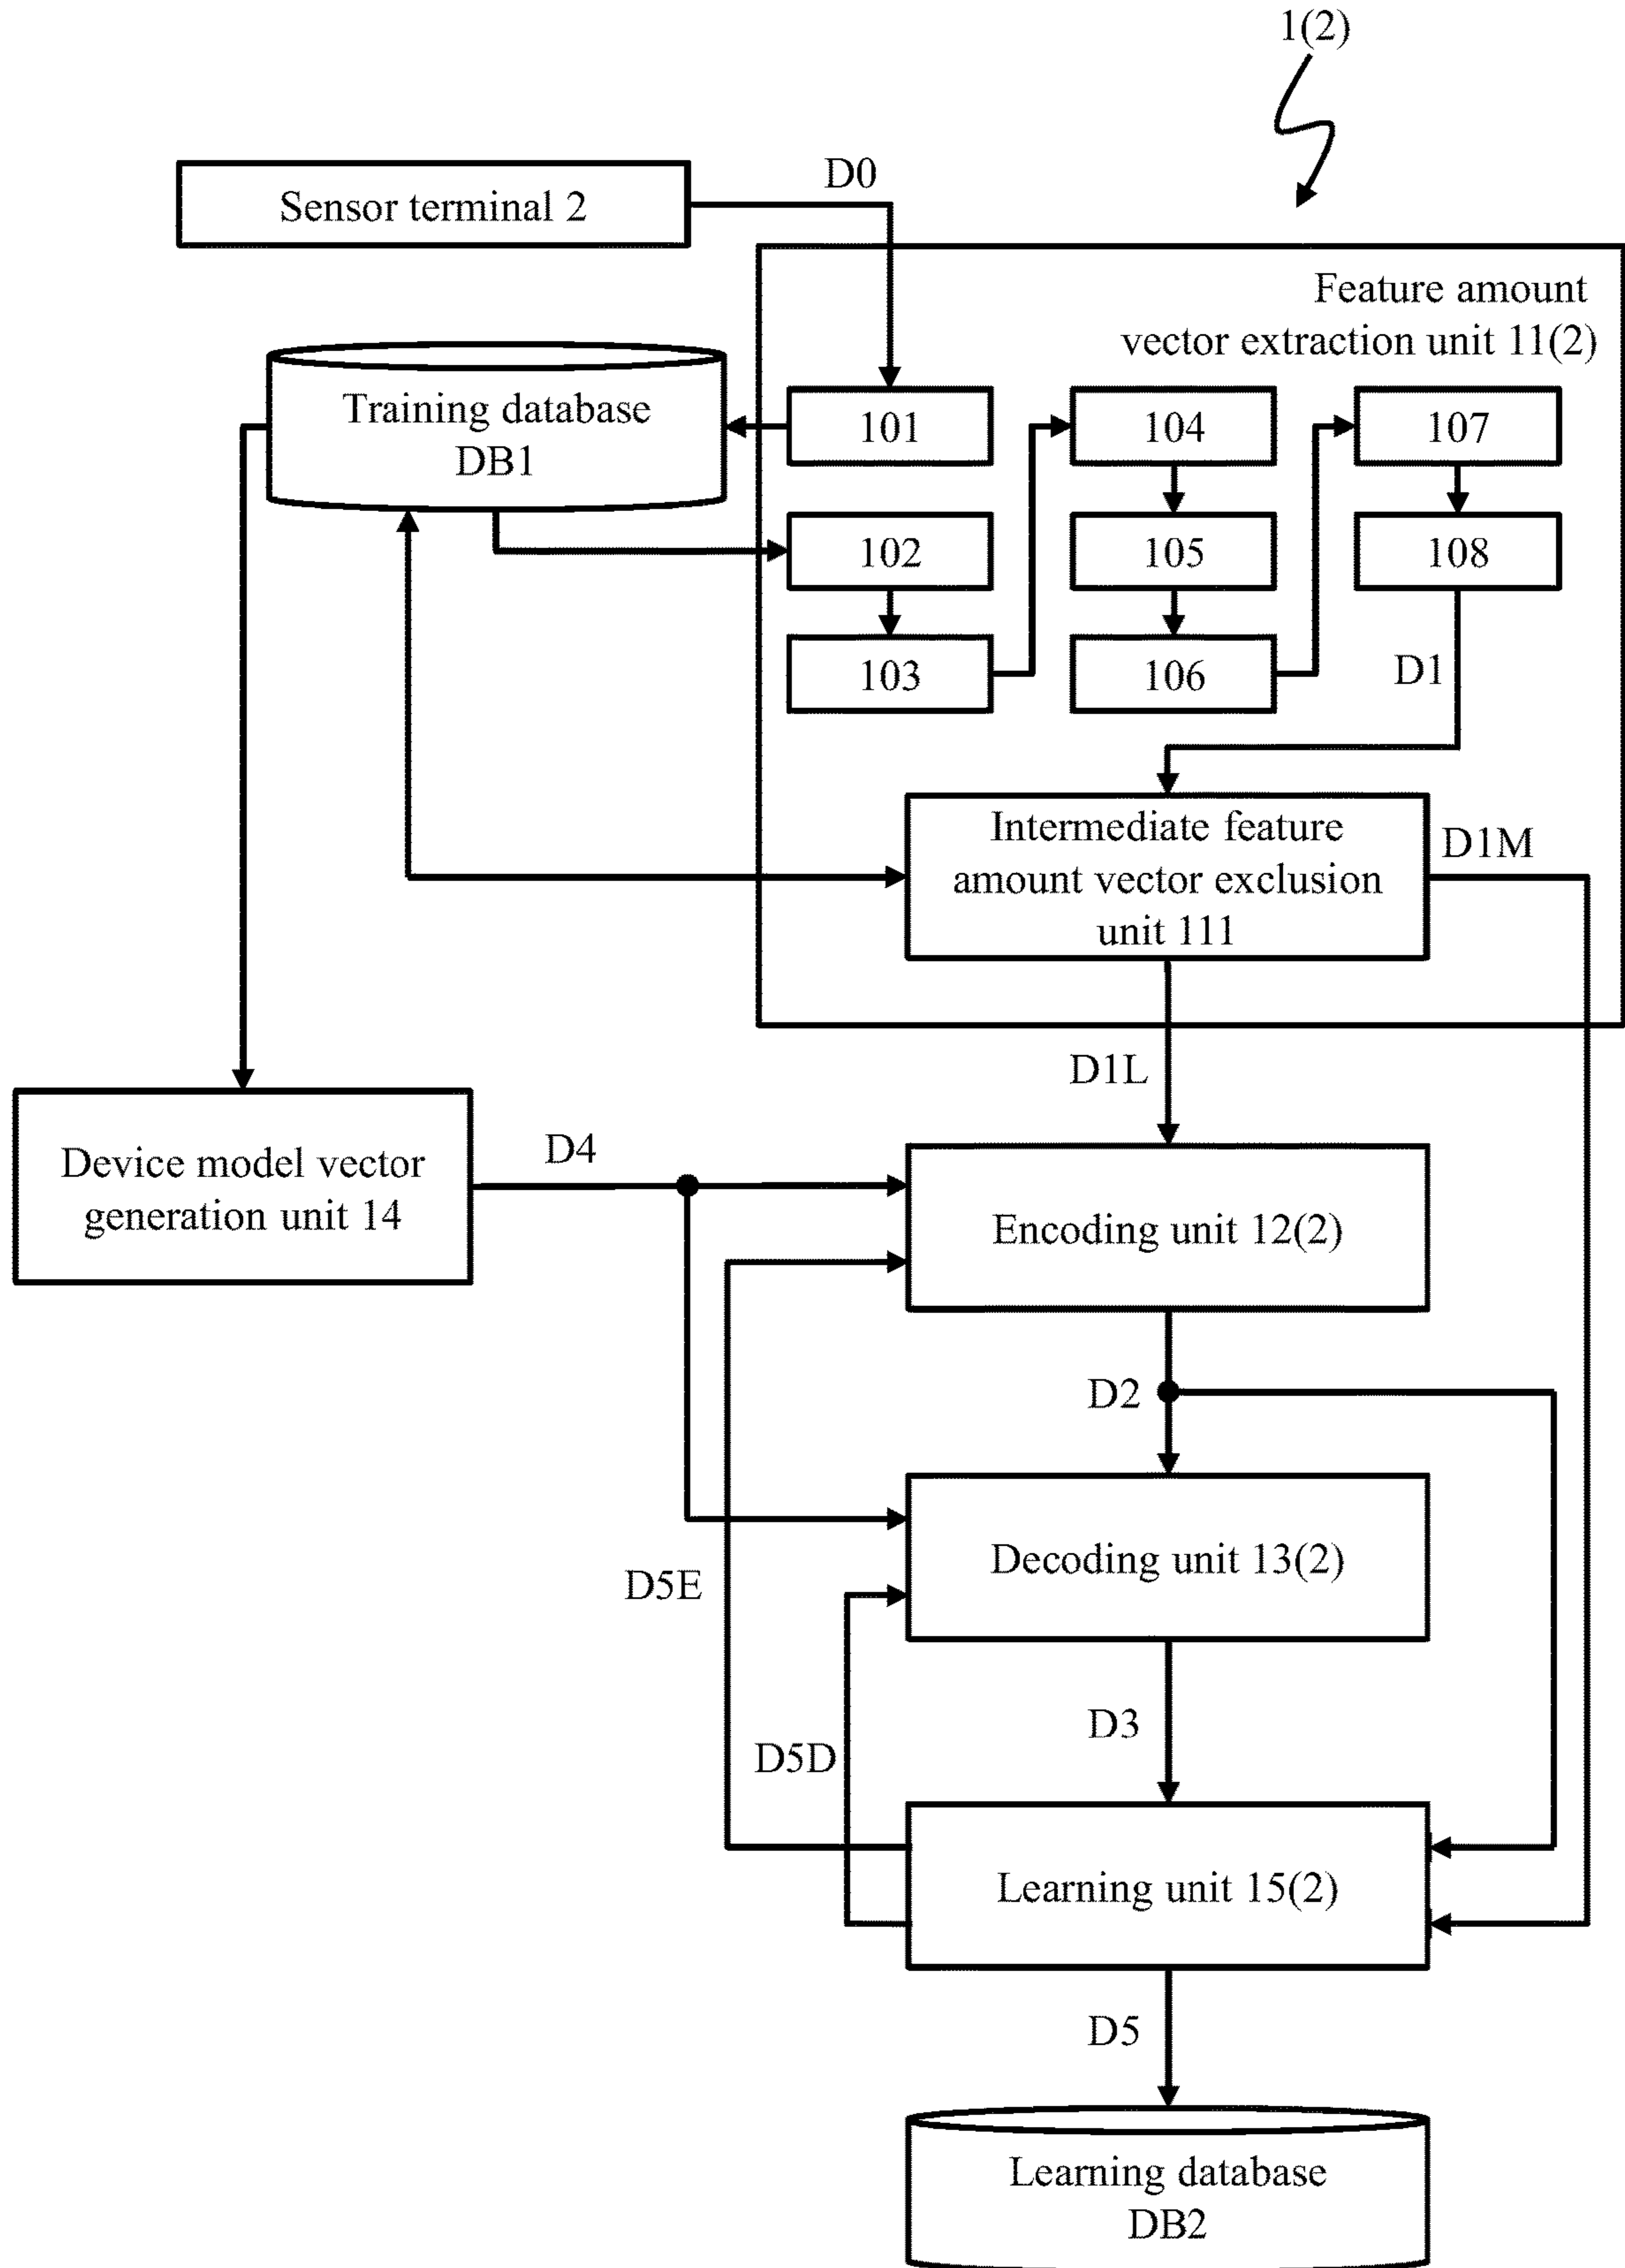 1(2)
D0
Sensor terminal 2
Feature amount
vector extraction unit 11(2)
Training database
DB1
101
104
107
102
105
108
103
106
D1
Intermediate feature
amount vector exclusion
unit 111
D1M
D1L
Device model vector
generation unit 14
D4
Encoding unit 12(2)
D2
Decoding unit 13(2)
D5E
D3
D5D
Learning unit 15(2)
D5
Learning database
DB2